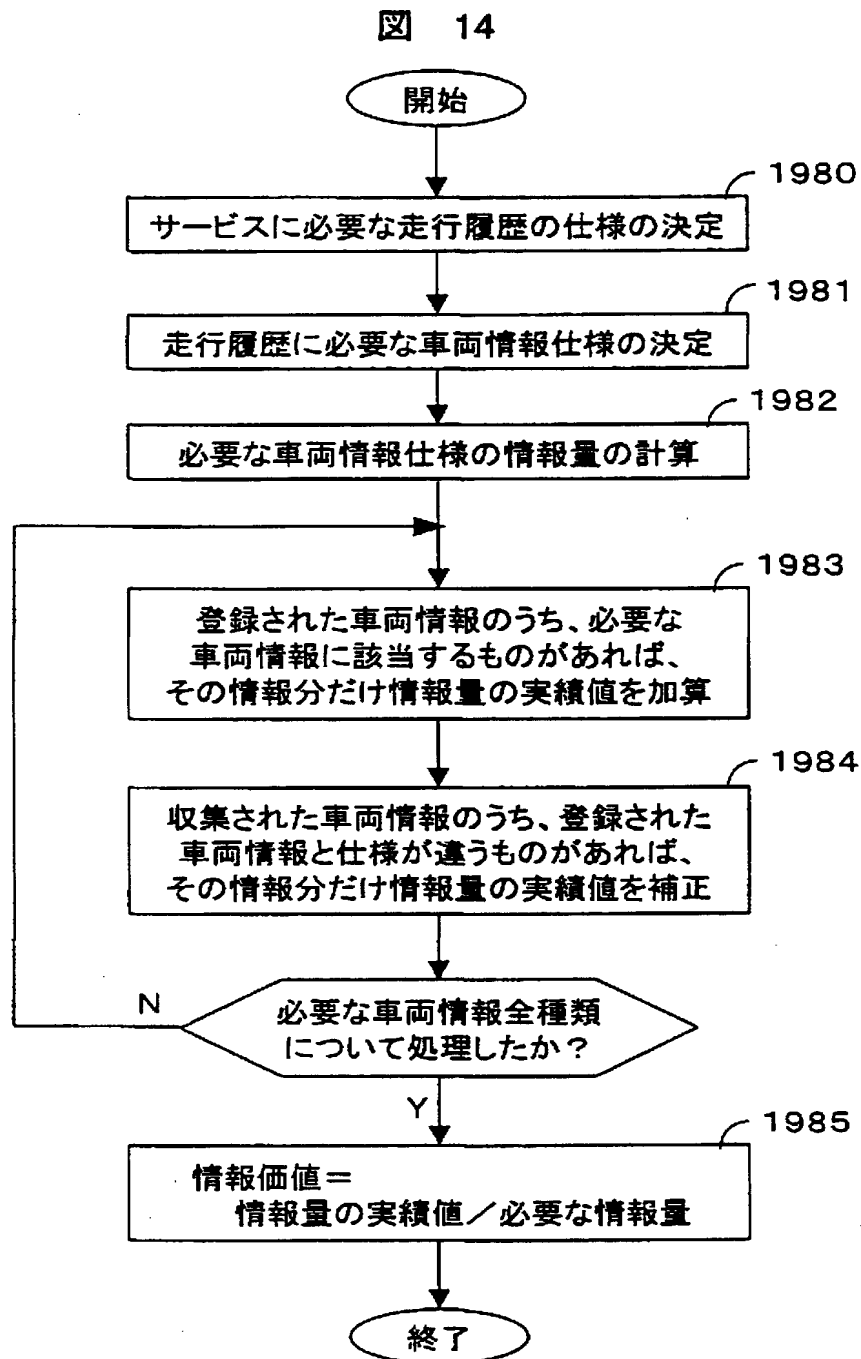 図 14
開始
1980
サービスに必要な走行履歴の仕様の決定
1981
走行履歴に必要な車両情報仕様の決定
1982
必要な車両情報仕様の情報量の計算
1983
登録された車両情報のうち、必要な
車両情報に該当するものがあれば、
その情報分だけ情報量の実績値を加算
1984
収集された車両情報のうち、登録された
車両情報と仕様が違うものがあれば、
その情報分だけ情報量の実績値を補正
N
必要な車両情報全種類
について処理したか？
Y
1985
情報価値＝
情報量の実績値／必要な情報量
終了